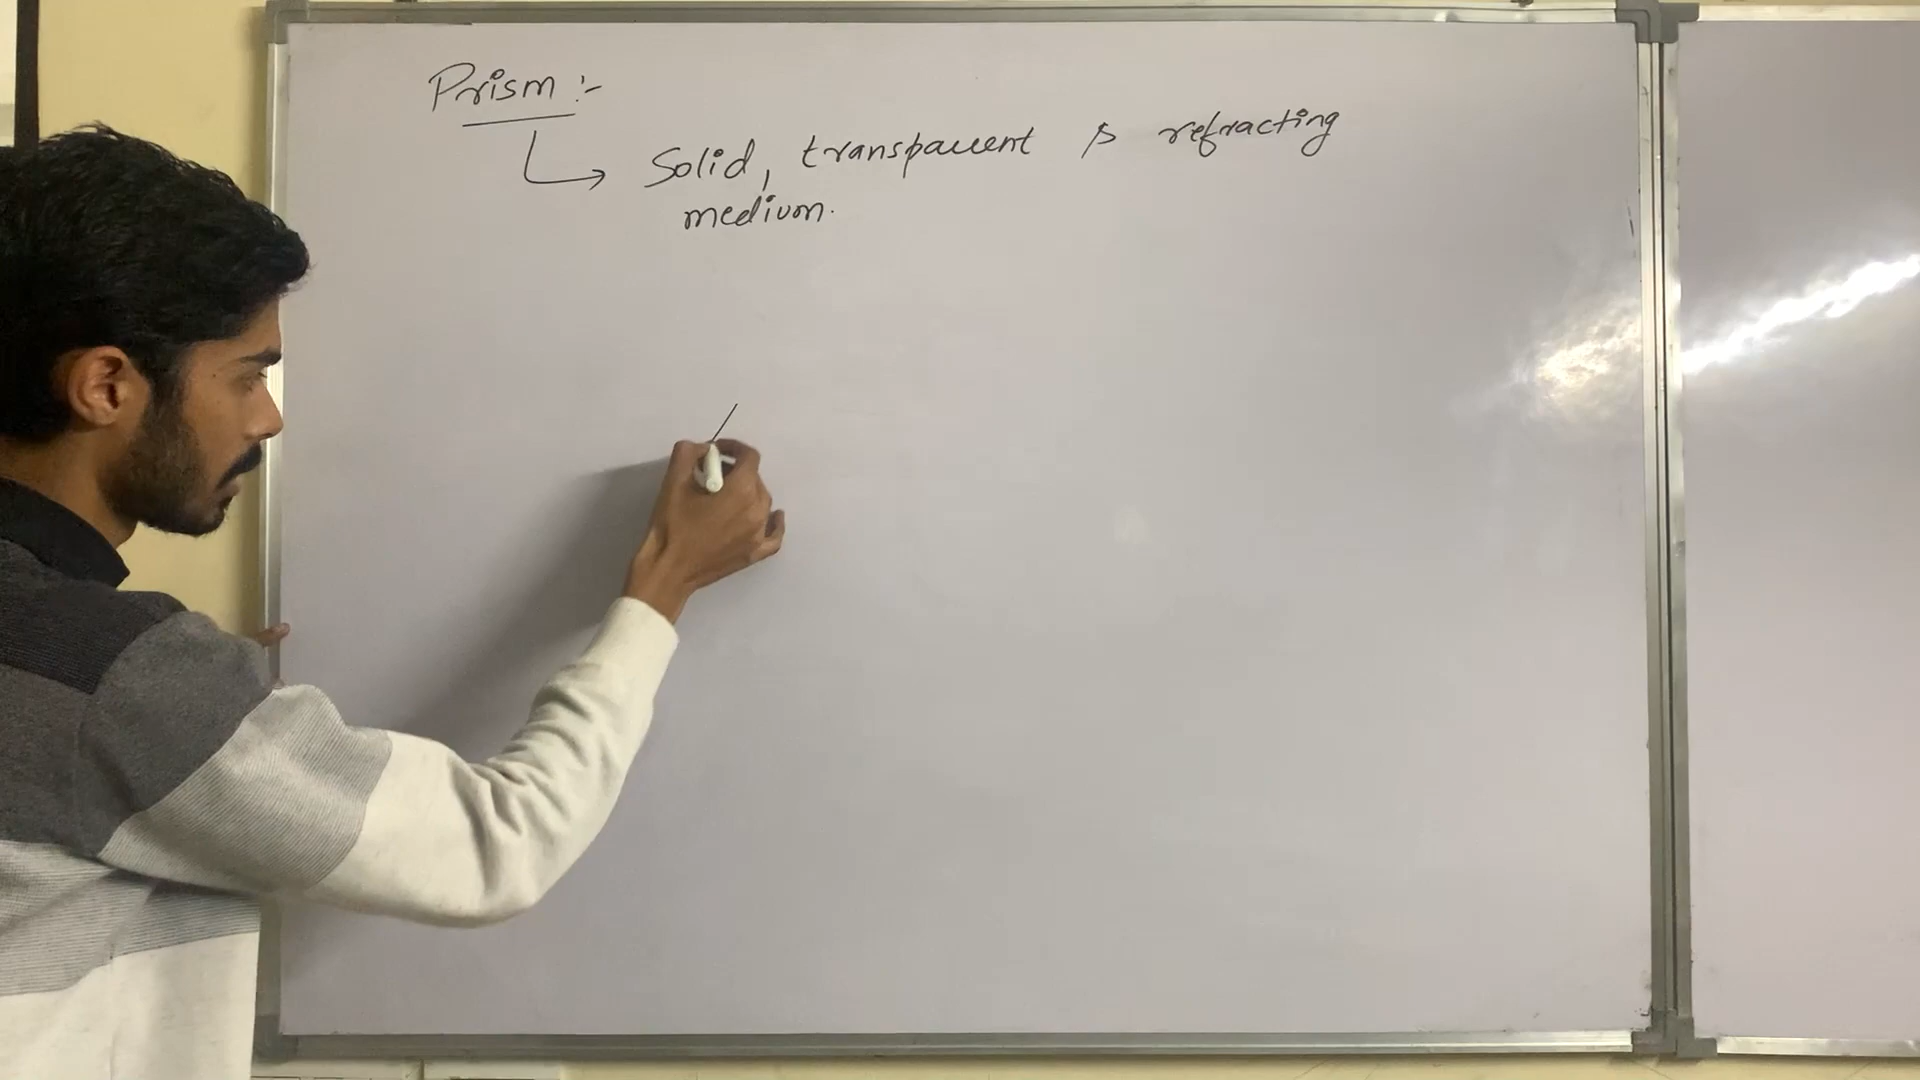 Prism :-
Solid, transparent & refracting
medium.